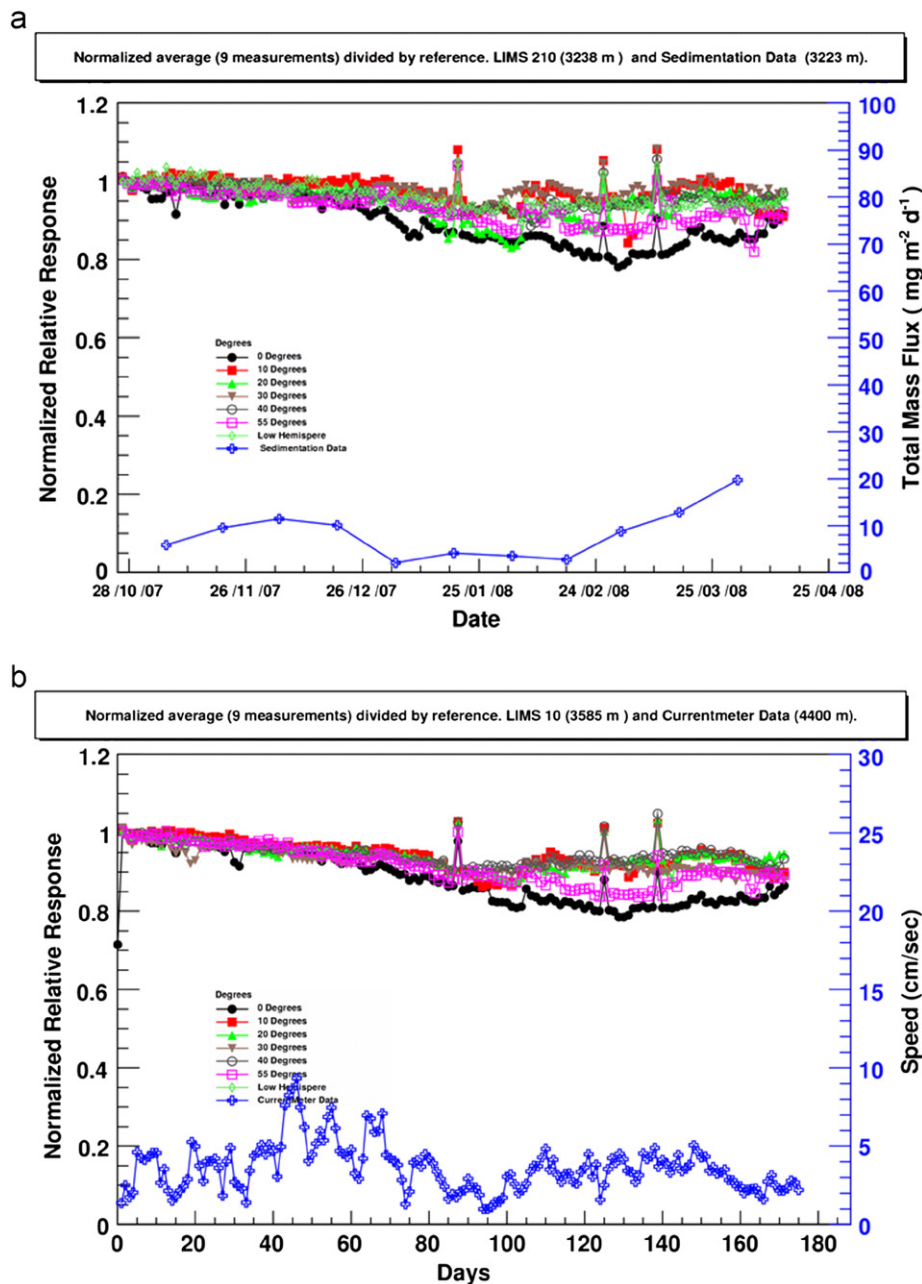 a
Normalized average (9 measurements) divided by reference. LIMS 210 (3238 m ) and Sedimentation Data (3223 m).
1.2
1
0.8
0.6
0.4
0.2
0
Normalized Relative Response
100
90
80
70
60
50
40
30
20
10
0
Total Mass Flux ( mg m-2 d-1)
Degrees
0 Degrees
10 Degrees
20 Degrees
30 Degrees
40 Degrees
55 Degrees
Low Hemispere
Sedimentation Data
28 /10 /07 26 /11 /07 26 /12 /07 25 /01 /08 24 /02 /08 25 /03 /08 25 /04 /08
Date
b
Normalized average (9 measurements) divided by reference. LIMS 10 (3585 m ) and Currentmeter Data (4400 m).
1.2
1
0.8
0.6
0.4
0.2
0
Normalized Relative Response
30
25
20
15
10
5
0
Speed (cm/sec)
Degrees
0 Degrees
10 Degrees
20 Degrees
30 Degrees
40 Degrees
55 Degrees
Low Hemispere
CurrentMeter Data
0 20 40 60 80 100 120 140 160 180
Days